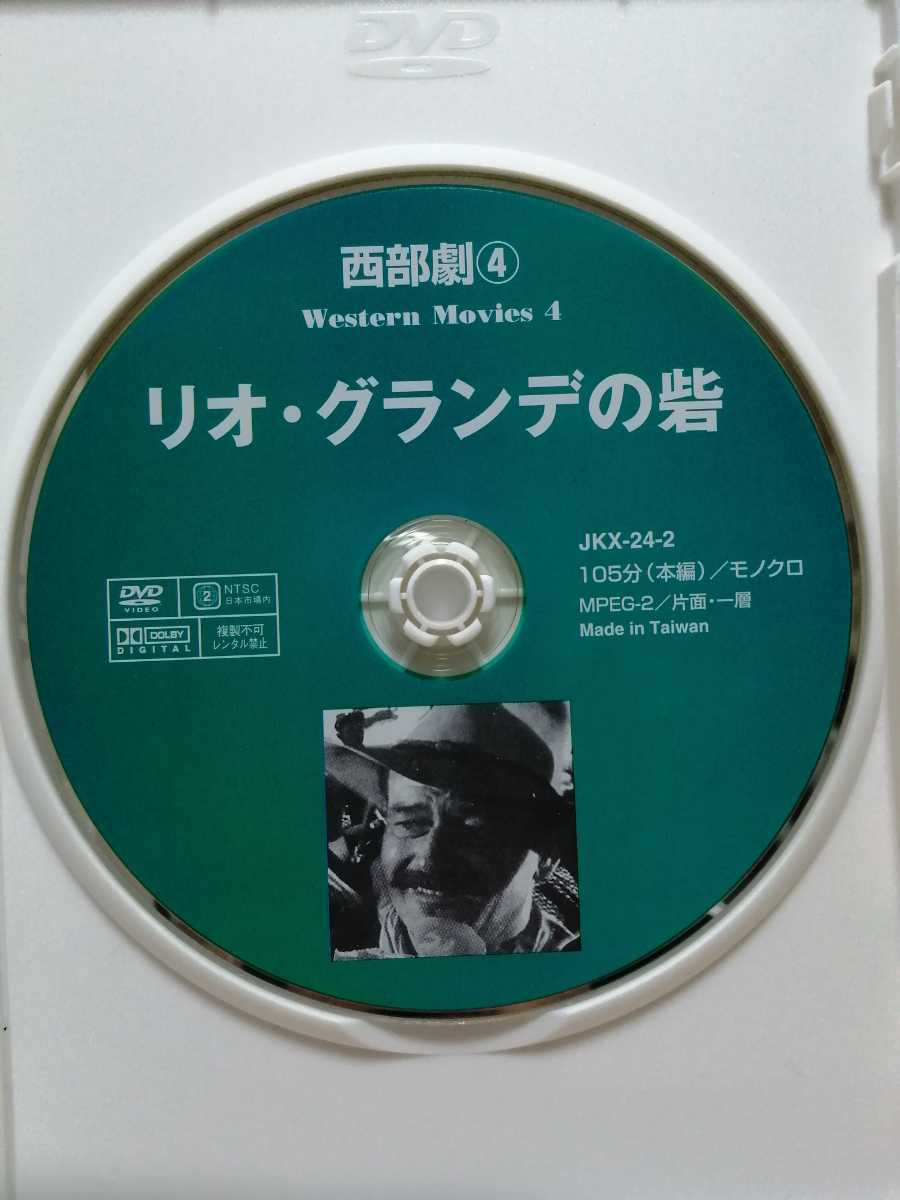 DVD
西部劇④
Western Movies 4
リオ・グランデの砦
JKX-24-2
105分(本編)/モノクロ
MPEG-2/片面・一層
Made in Taiwan
DVD
VIDEO
2
NTSC
日本市場内
DOLBY
DIGITAL
複製不可
レンタル禁止